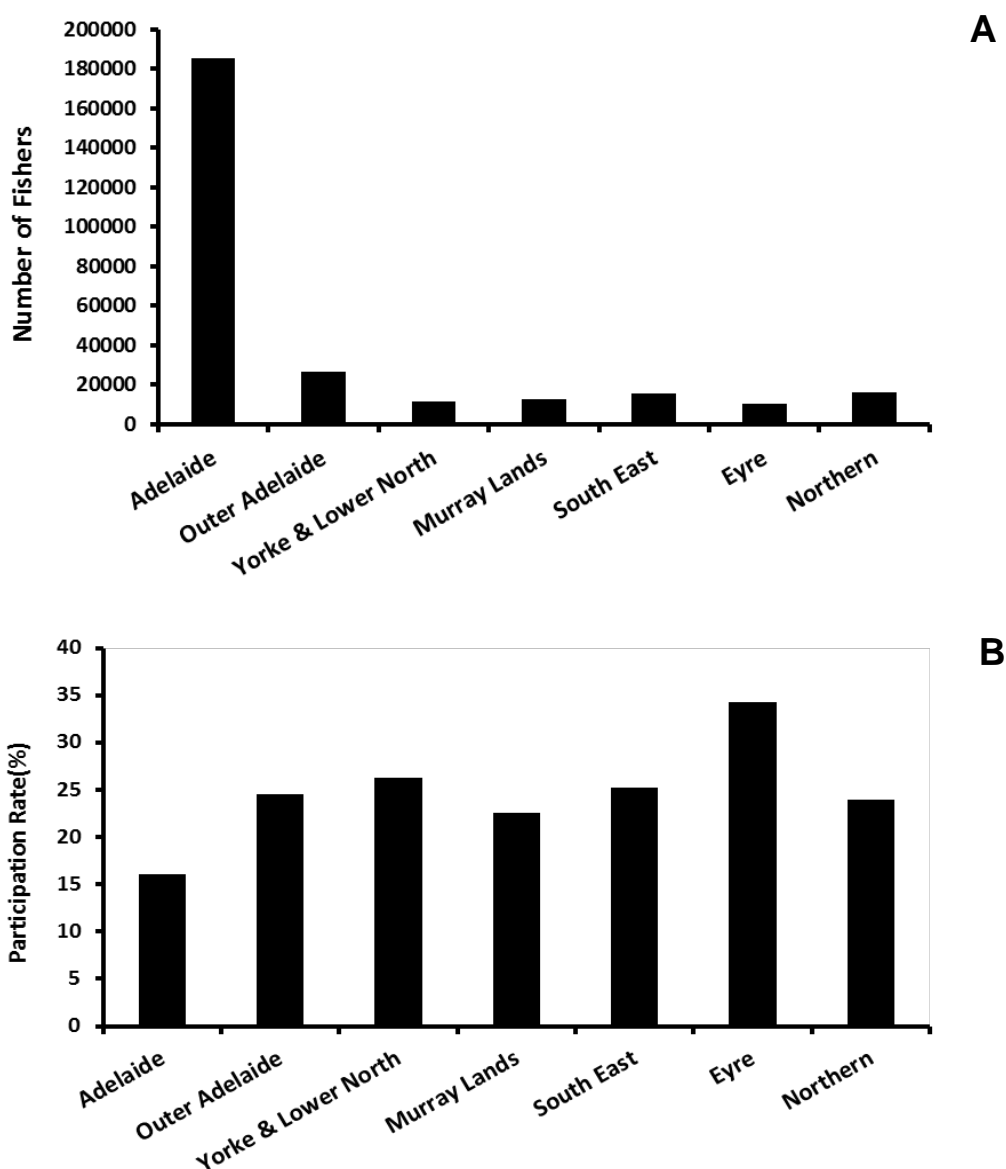 A
Number of Fishers
200000
180000
160000
140000
120000
100000
80000
60000
40000
20000
0
Adelaide
Outer Adelaide
Yorke & Lower North
Murray Lands
South East
Eyre
Northern
B
Participation Rate(%)
40
35
30
25
20
15
10
5
0
Adelaide
Outer Adelaide
Yorke & Lower North
Murray Lands
South East
Eyre
Northern